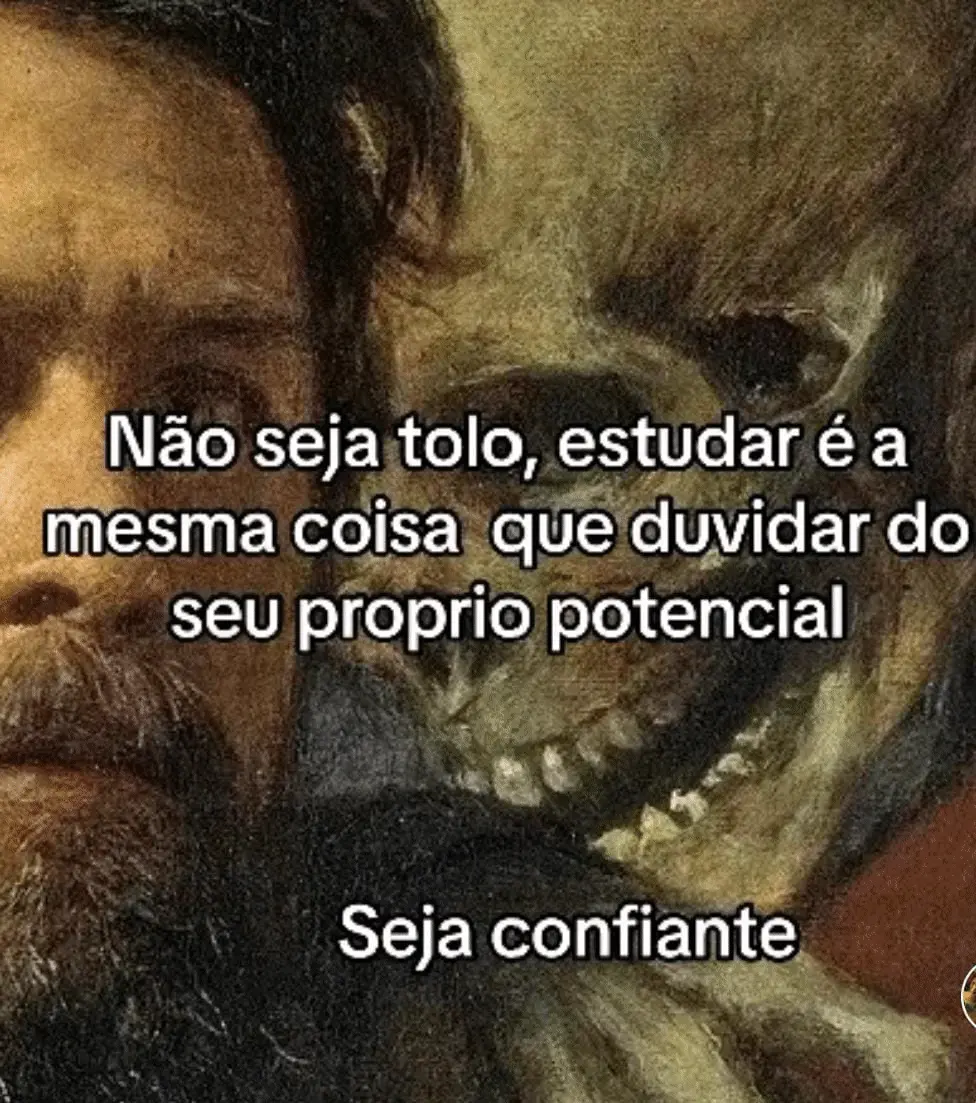 Não seja tolo, estudar é a
mesma coisa que duvidar do
seu proprio potencial
Seja confiante